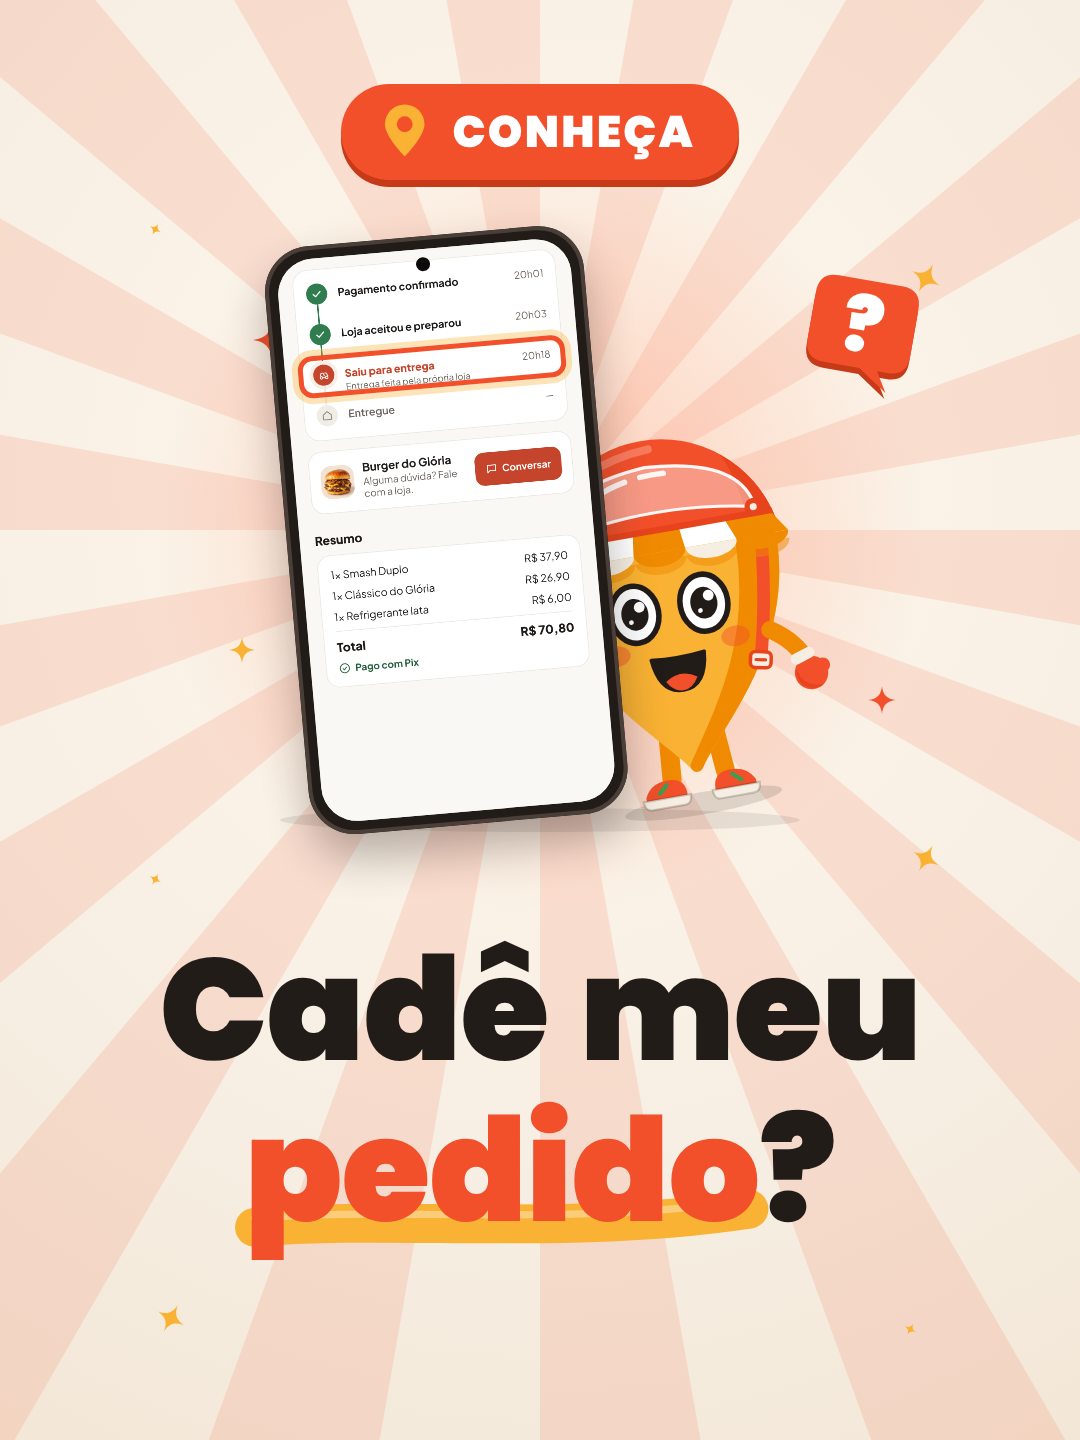 CONHEÇA
Pagamento confirmado 20h01
Loja aceitou e preparou 20h03
Saiu para entrega 20h18
Entrega feita pela própria loja
Entregue —
Burger do Glória
Alguma dúvida? Fale
com a loja.
Conversar
Resumo
1x Smash Duplo R$ 37,90
1x Clássico do Glória R$ 26,90
1x Refrigerante lata R$ 6,00
Total R$ 70,80
Pago com Pix
?
Cadê meu
pedido?